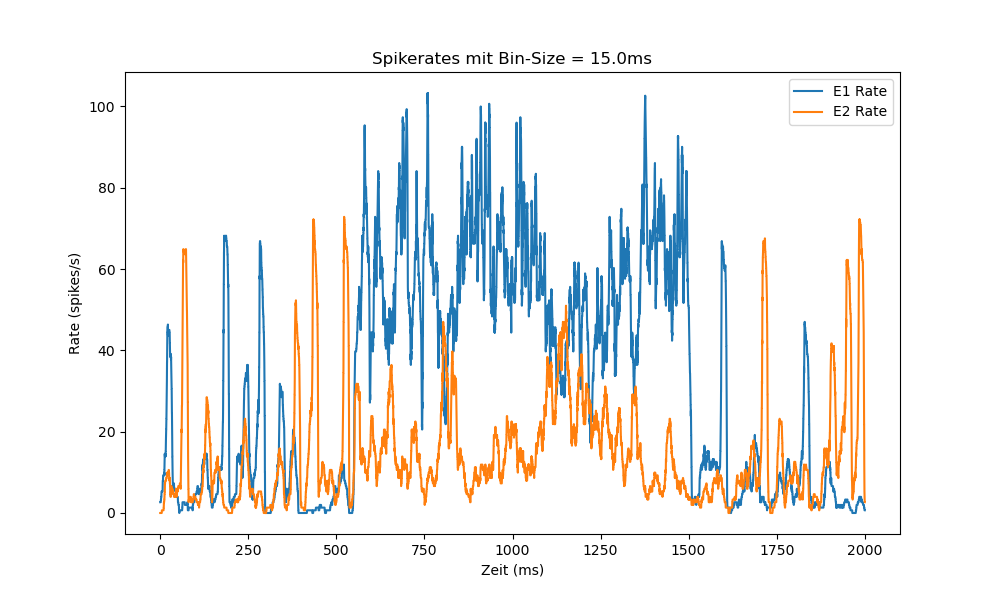 Spikerates mit Bin-Size = 15.0ms
E1 Rate
E2 Rate
Rate (spikes/s)
100
80
60
40
20
0
0 250 500 750 1000 1250 1500 1750 2000
Zeit (ms)